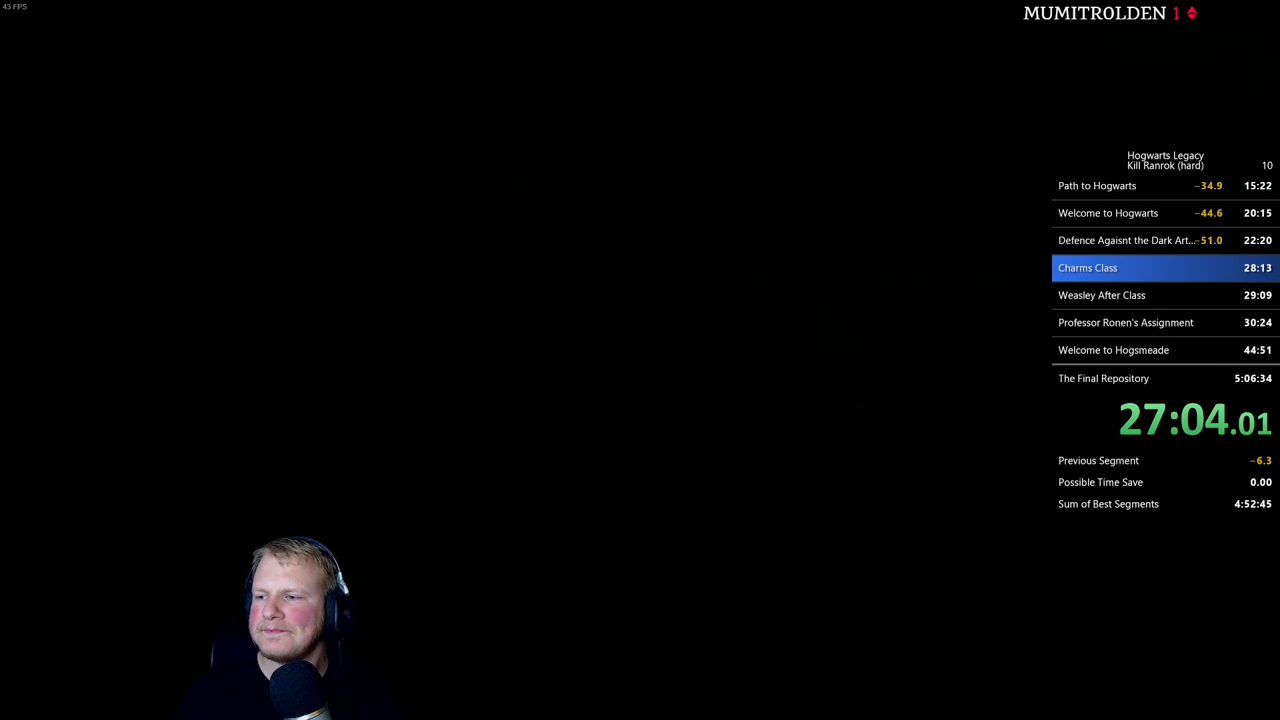 43 FPS
MUMITR0LDEN 1
Hogwarts Legacy
Kill Ranrok (hard) 10
Path to Hogwarts -34.9 15:22
Welcome to Hogwarts -44.6 20:15
Defence Agaisnt the Dark Art... -51.0 22:20
Charms Class 28:13
Weasley After Class 29:09
Professor Ronen's Assignment 30:24
Welcome to Hogsmeade 44:51
The Final Repository 5:06:34
27:04.01
Previous Segment -6.3
Possible Time Save 0.00
Sum of Best Segments 4:52:45